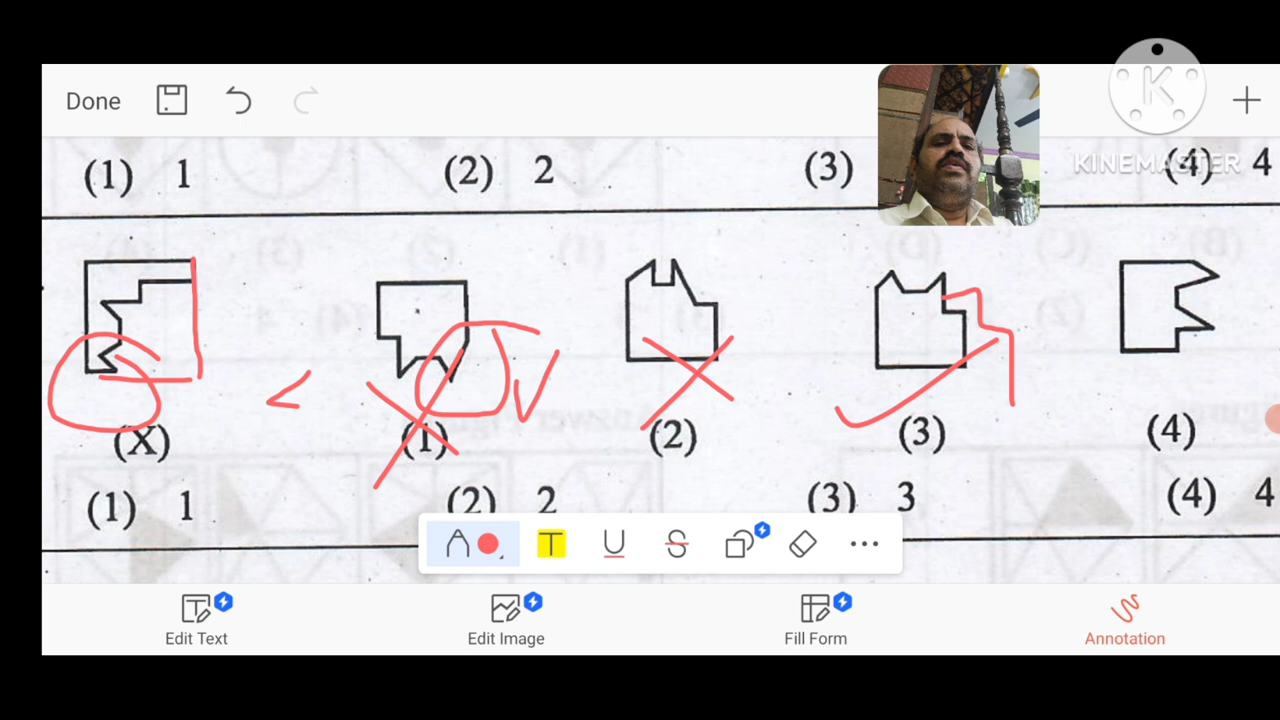 Done
KINEMASTER
(1) 1 (2) 2 (3) (4) 4
(X) (1) (2) (3) (4)
(1) 1 (2) 2 (3) 3 (4) 4
Edit Text Edit Image Fill Form Annotation